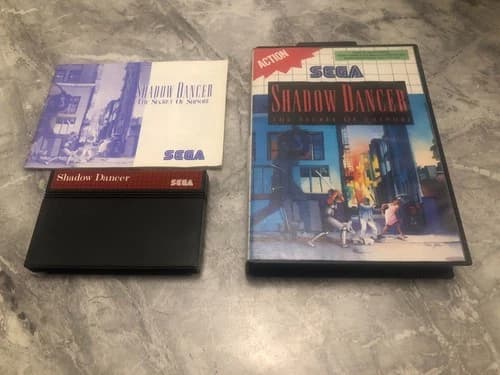 SHADOW DANCER
THE SECRET OF SHINOBI
SEGA
Shadow Dancer
SEGA
ACTION
SEGA
SHADOW DANCER
THE SECRET OF SHINOBI